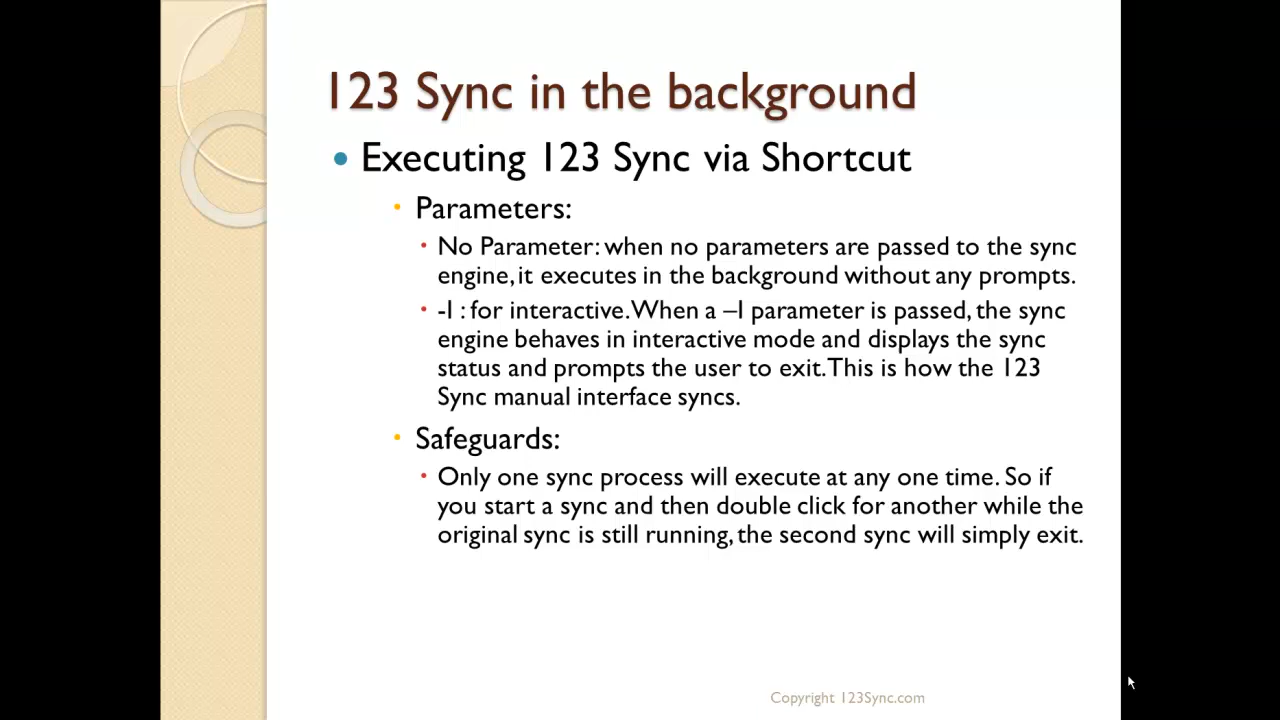 123 Sync in the background
• Executing 123 Sync via Shortcut
• Parameters:
• No Parameter: when no parameters are passed to the sync
engine, it executes in the background without any prompts.
• -I : for interactive. When a –I parameter is passed, the sync
engine behaves in interactive mode and displays the sync
status and prompts the user to exit. This is how the 123
Sync manual interface syncs.
• Safeguards:
• Only one sync process will execute at any one time. So if
you start a sync and then double click for another while the
original sync is still running, the second sync will simply exit.
Copyright 123Sync.com